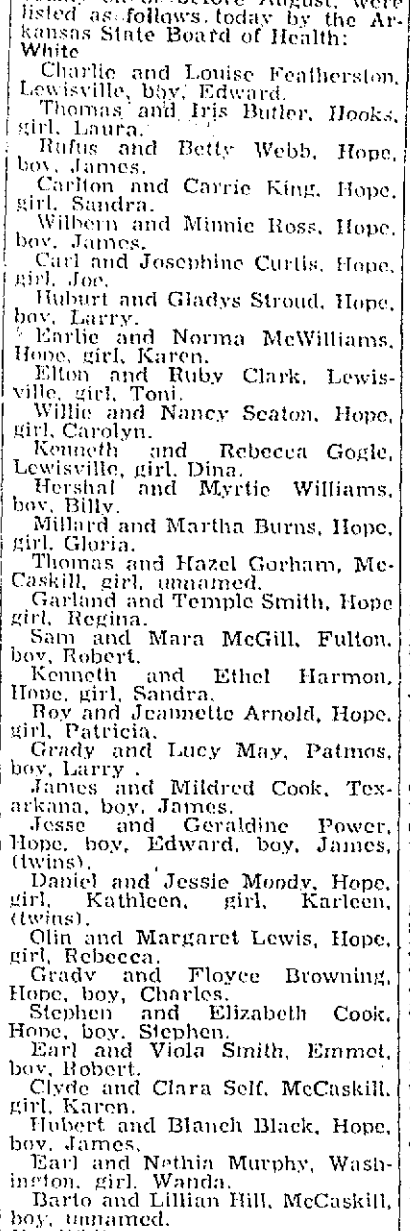 before August, were
listed as follows today by the Ar-
kansas State Board of Health:
White
Charlie and Louise Featherston,
Lewisville, boy, Edward.
Thomas and Iris Butler, Hooks,
girl, Laura.
Rufus and Betty Webb, Hope,
boy, James.
Carlton and Carrie King, Hope,
girl, Sandra.
Wilbern and Minnie Ross, Hope,
boy, James.
Carl and Josephine Curtis, Hope,
girl, Joe.
Huburt and Gladys Stroud, Hope,
boy, Larry.
Earlie and Norma McWilliams,
Hope, girl, Karen.
Elton and Ruby Clark, Lewis-
ville, girl, Toni.
Willie and Nancy Seaton, Hope,
girl, Carolyn.
Kenneth and Rebecca Gogle,
Lewisville, girl, Dina.
Hershal and Myrtie Williams,
boy, Billy.
Millard and Martha Burns, Hope,
girl, Gloria.
Thomas and Hazel Gorham, Mc-
Caskill, girl, unnamed.
Garland and Temple Smith, Hope
girl, Regina.
Sam and Mara McGill, Fulton,
boy, Robert.
Kenneth and Ethel Harmon,
Hope, girl, Sandra.
Roy and Jeannette Arnold, Hope,
girl, Patricia.
Grady and Lucy May, Patmos,
boy, Larry .
James and Mildred Cook, Tex-
arkana, boy, James.
Jesse and Geraldine Power,
Hope, boy, Edward, boy, James,
(twins).
Daniel and Jessie Moody, Hope,
girl, Kathleen, girl, Karleen,
(twins).
Olin and Margaret Lewis, Hope,
girl, Rebecca.
Grady and Floyce Browning,
Hope, boy, Charles.
Stephen and Elizabeth Cook,
Hope, boy, Stephen.
Earl and Viola Smith, Emmet,
boy, Robert.
Clyde and Clara Self, McCaskill,
girl, Karen.
Hubert and Blanch Black, Hope,
boy, James.
Earl and Nethia Murphy, Wash-
ington, girl, Wanda.
Barto and Lillian Hill, McCaskill,
boy, unnamed.